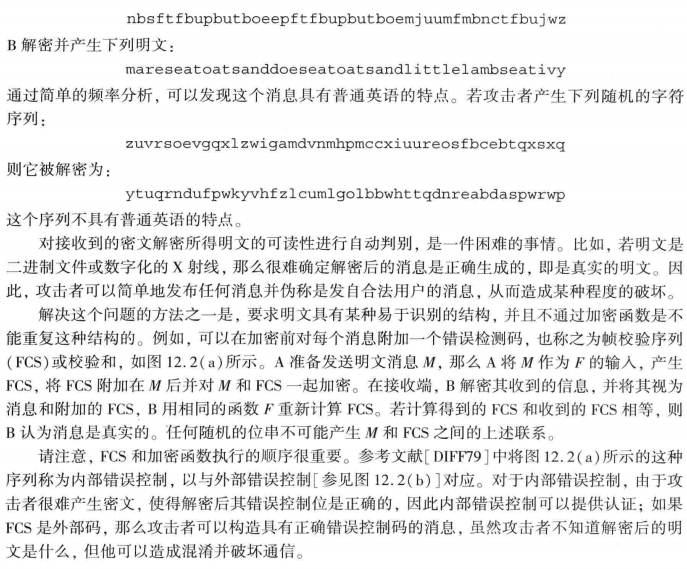 nbsftfbupbutboeepftfbupbutboemjuumfmbnctfbujwz
B 解密并产生下列明文：
mareseatoatsanddoeseatoatsandlittlelambseativy
通过简单的频率分析，可以发现这个消息具有普通英语的特点。若攻击者产生下列随机的字符
序列：
zuvrsoevgqxlzwigamdvnmhpmccxiuureosfbcebtqxsxq
则它被解密为：
ytuqrndufpwkyvhfzlcumlgolbbwhttqdnreabdaspwrwp
这个序列不具有普通英语的特点。
对接收到的密文解密所得明文的可读性进行自动判别，是一件困难的事情。比如，若明文是
二进制文件或数字化的 X 射线，那么很难确定解密后的消息是正确生成的，即是真实的明文。因
此，攻击者可以简单地发布任何消息并伪称是发自合法用户的消息，从而造成某种程度的破坏。
解决这个问题的方法之一是，要求明文具有某种易于识别的结构，并且不通过加密函数是不
能重复这种结构的。例如，可以在加密前对每个消息附加一个错误检测码，也称之为帧校验序列
(FCS)或校验和，如图 12.2(a)所示。A 准备发送明文消息 M，那么 A 将 M 作为 F 的输入，产生
FCS，将 FCS 附加在 M 后并对 M 和 FCS 一起加密。在接收端，B 解密其收到的信息，并将其视为
消息和附加的 FCS，B 用相同的函数 F 重新计算 FCS。若计算得到的 FCS 和收到的 FCS 相等，则
B 认为消息是真实的。任何随机的位串不可能产生 M 和 FCS 之间的上述联系。
请注意，FCS 和加密函数执行的顺序很重要。参考文献[DIFF79]中将图 12.2(a)所示的这种
序列称为内部错误控制，以与外部错误控制[参见图 12.2(b)]对应。对于内部错误控制，由于攻
击者很难产生密文，使得解密后其错误控制位是正确的，因此内部错误控制可以提供认证；如果
FCS 是外部码，那么攻击者可以构造具有正确错误控制码的消息，虽然攻击者不知道解密后的明
文是什么，但他可以造成混淆并破坏通信。